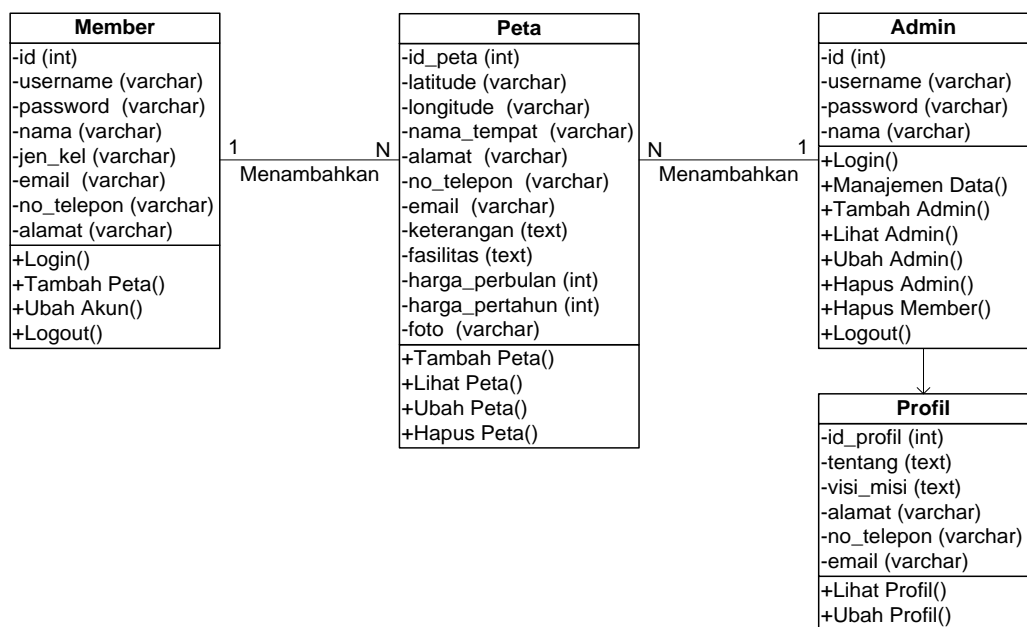 Member
-id (int)
-username (varchar)
-password  (varchar)
-nama (varchar)
-jen_kel (varchar)
-email  (varchar)
-no_telepon (varchar)
-alamat (varchar)
+Login()
+Tambah Peta()
+Ubah Akun()
+Logout()
1
N
Menambahkan
Peta
-id_peta (int)
-latitude (varchar)
-longitude (varchar)
-nama_tempat (varchar)
-alamat  (varchar)
-no_telepon  (varchar)
-email  (varchar)
-keterangan (text)
-fasilitas (text)
-harga_perbulan (int)
-harga_pertahun (int)
-foto  (varchar)
+Tambah Peta()
+Lihat Peta()
+Ubah Peta()
+Hapus Peta()
N
1
Menambahkan
Admin
-id (int)
-username (varchar)
-password (varchar)
-nama (varchar)
+Login()
+Manajemen Data()
+Tambah Admin()
+Lihat Admin()
+Ubah Admin()
+Hapus Admin()
+Hapus Member()
+Logout()
Profil
-id_profil (int)
-tentang (text)
-visi_misi (text)
-alamat (varchar)
-no_telepon (varchar)
-email (varchar)
+Lihat Profil()
+Ubah Profil()